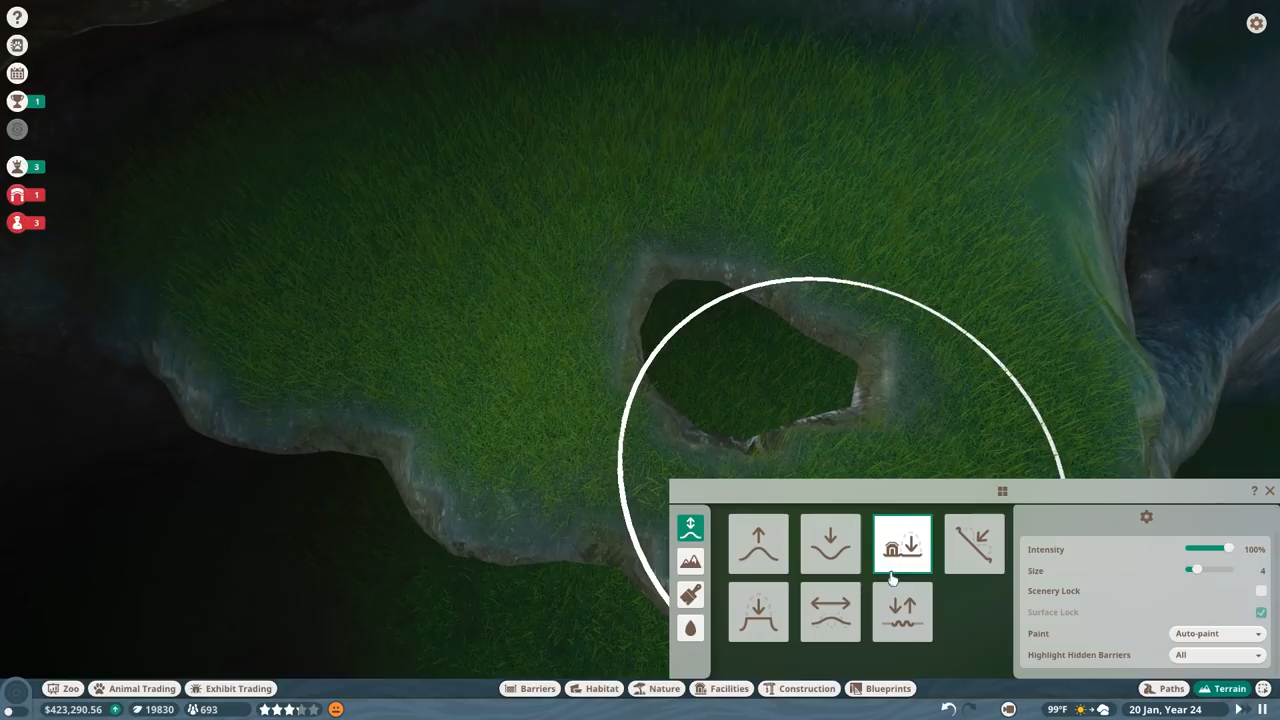 ?
1
3
1
3
? ×
Intensity 100%
Size 4
Scenery Lock
Surface Lock
Paint Auto-paint
Highlight Hidden Barriers All
Zoo Animal Trading Exhibit Trading Barriers Habitat Nature Facilities Construction Blueprints Paths Terrain
$423,290.56 19830 693 99°F 20 Jan, Year 24